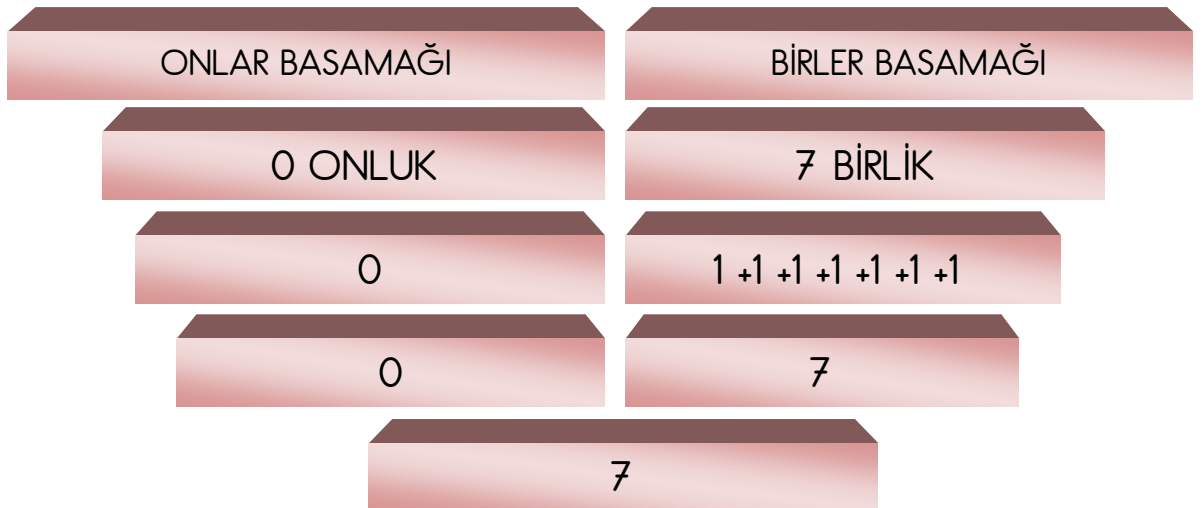 ONLAR BASAMAĞI BİRLER BASAMAĞI
0 ONLUK 7 BİRLİK
0 1 +1 +1 +1 +1 +1 +1
0 7
7